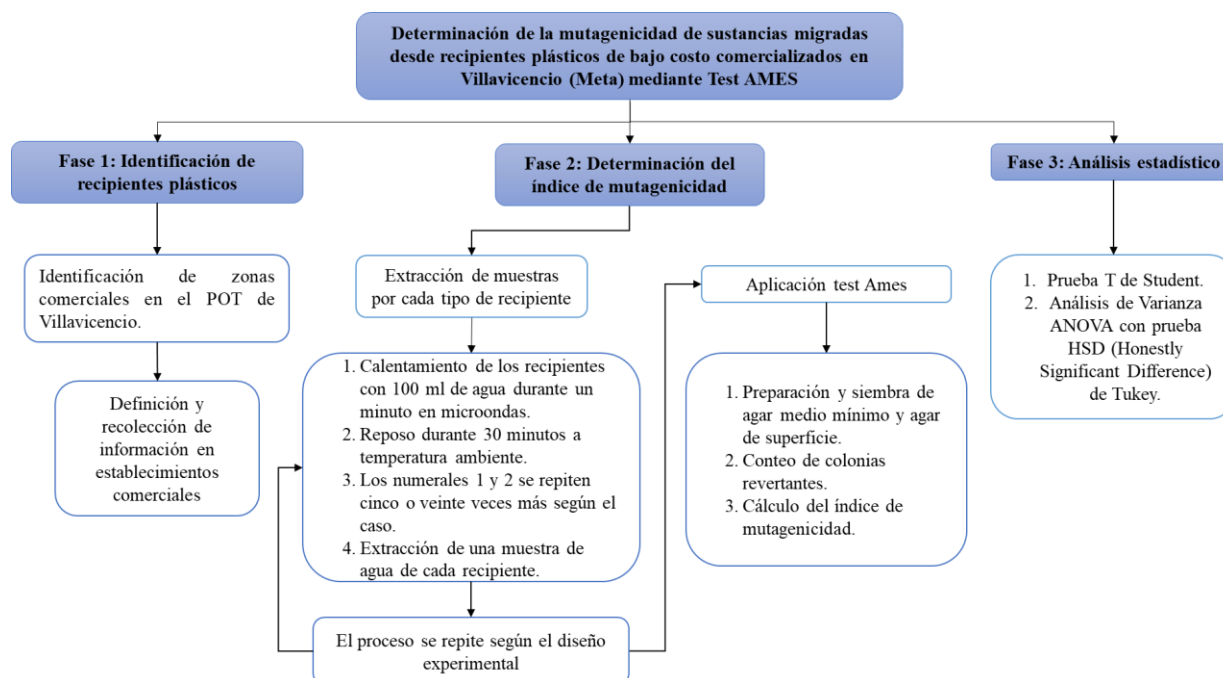 Determinación de la mutagenicidad de sustancias migradas
desde recipientes plásticos de bajo costo comercializados en
Villavicencio (Meta) mediante Test AMES
Fase 1: Identificación de
recipientes plásticos
Identificación de zonas
comerciales en el POT de
Villavicencio.
Definición y
recolección de
información en
establecimientos
comerciales
Fase 2: Determinación del
índice de mutagenicidad
Extracción de muestras
por cada tipo de recipiente
1. Calentamiento de los recipientes
con 100 ml de agua durante un
minuto en microondas.
2. Reposo durante 30 minutos a
temperatura ambiente.
3. Los numerales 1 y 2 se repiten
cinco o veinte veces más según el
caso.
4. Extracción de una muestra de
agua de cada recipiente.
El proceso se repite según el diseño
experimental
Aplicación test Ames
1. Preparación y siembra de
agar medio mínimo y agar
de superficie.
2. Conteo de colonias
revertantes.
3. Cálculo del índice de
mutagenicidad.
Fase 3: Análisis estadístico
1. Prueba T de Student.
2. Análisis de Varianza
ANOVA con prueba
HSD (Honestly
Significant Difference)
de Tukey.